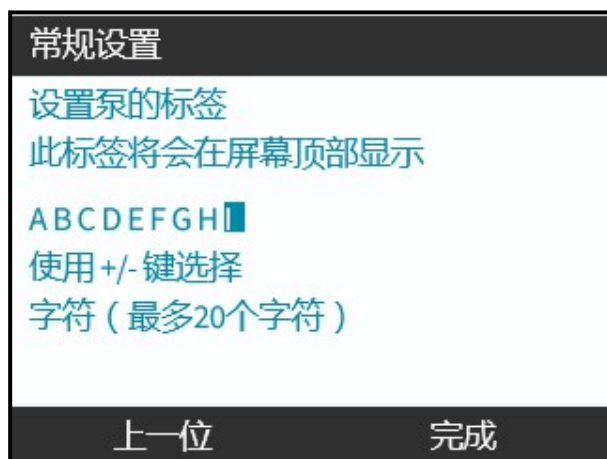 常规设置
设置泵的标签
此标签将会在屏幕顶部显示
ABCDEFGHI
使用+/-键选择
字符（最多20个字符）
上一位 完成